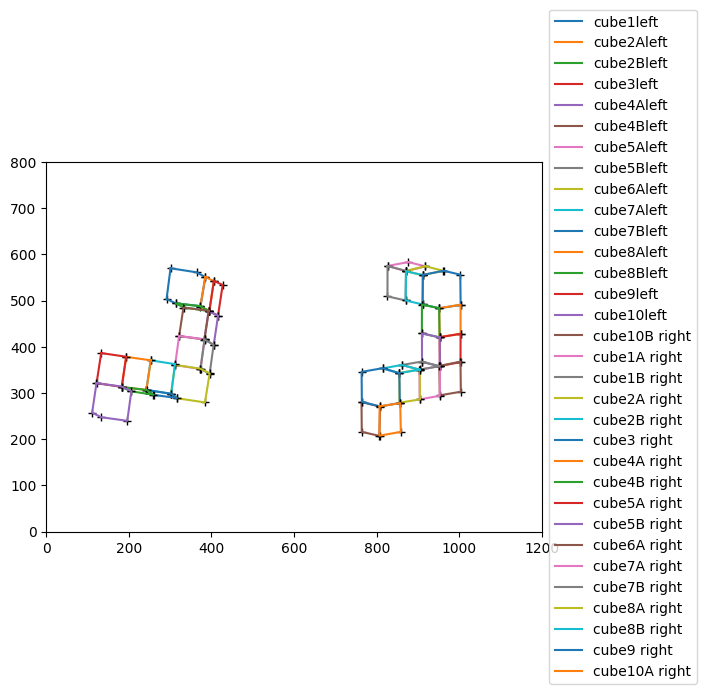 cube1left
cube2Aleft
cube2Bleft
cube3left
cube4Aleft
cube4Bleft
cube5Aleft
cube5Bleft
cube6Aleft
cube7Aleft
cube7Bleft
cube8Aleft
cube8Bleft
cube9left
cube10left
cube10B right
cube1A right
cube1B right
cube2A right
cube2B right
cube3 right
cube4A right
cube4B right
cube5A right
cube5B right
cube6A right
cube7A right
cube7B right
cube8A right
cube8B right
cube9 right
cube10A right
800
700
600
500
400
300
200
100
0
0 200 400 600 800 1000 1200